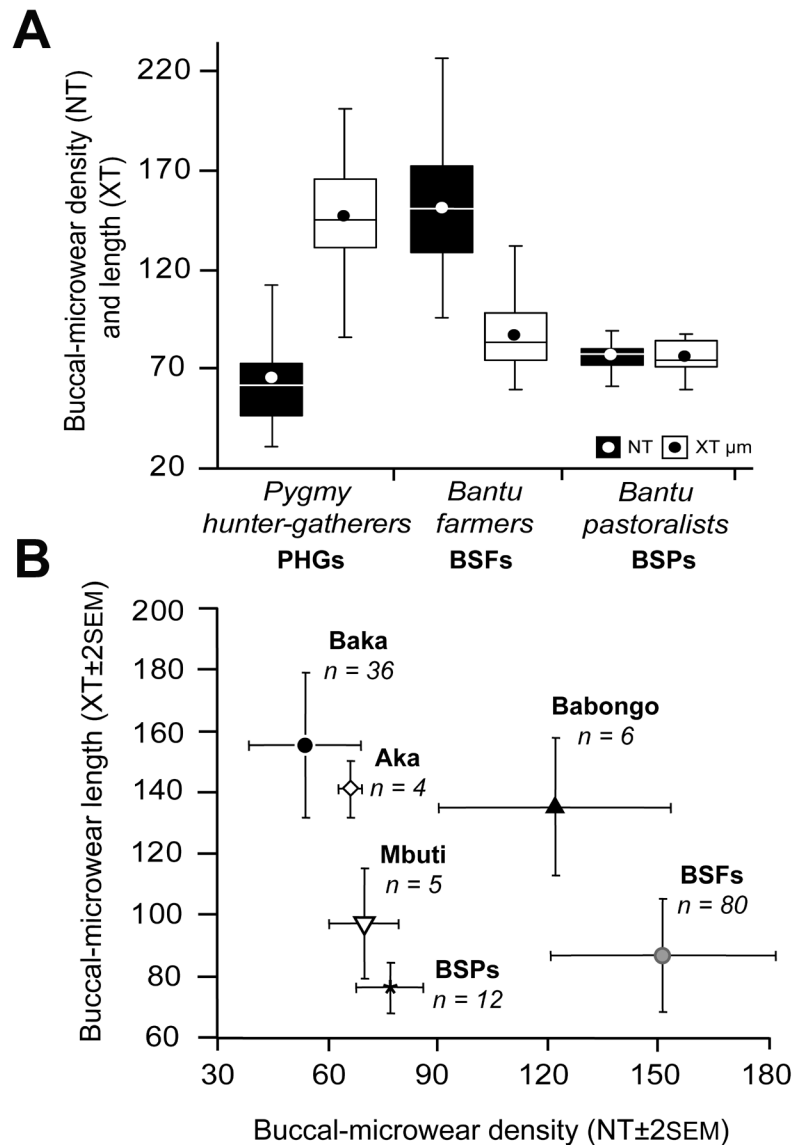 A
Buccal-microwear density (NT)
and length (XT)
220
170
120
70
20
NT XT µm
Pygmy
hunter-gatherers
PHGs
Bantu
farmers
BSFs
Bantu
pastoralists
BSPs
B
Buccal-microwear length (XT±2SEM)
200
180
160
140
120
100
80
60
Baka
n = 36
Aka
n = 4
Babongo
n = 6
Mbuti
n = 5
BSFs
n = 80
BSPs
n = 12
30 60 90 120 150 180
Buccal-microwear density (NT±2SEM)